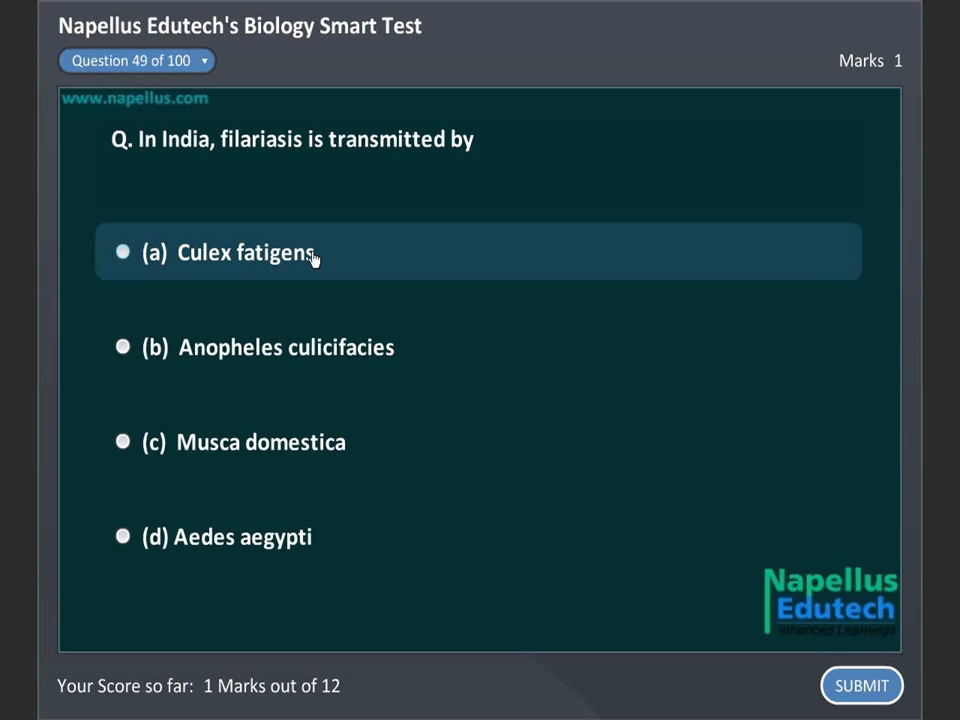 Napellus Edutech's Biology Smart Test
Question 49 of 100
Marks 1
www.napellus.com
Q. In India, filariasis is transmitted by
(a) Culex fatigens
(b) Anopheles culicifacies
(c) Musca domestica
(d) Aedes aegypti
Napellus
Edutech
Enhanced Learnings
Your Score so far: 1 Marks out of 12
SUBMIT